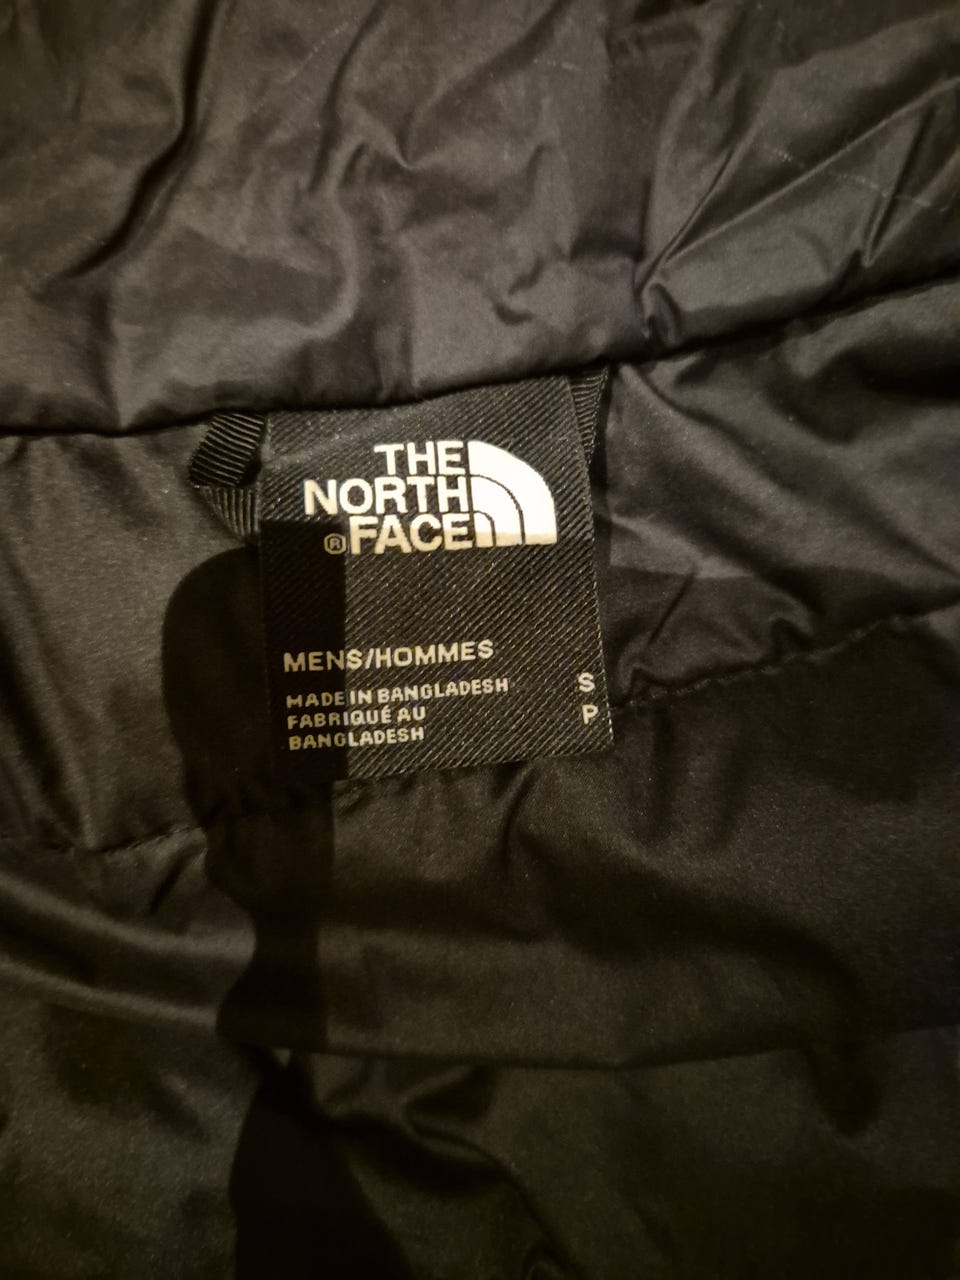 THE
NORTH
®FACE
MENS/HOMMES
MADE IN BANGLADESH S
FABRIQUÉ AU P
BANGLADESH